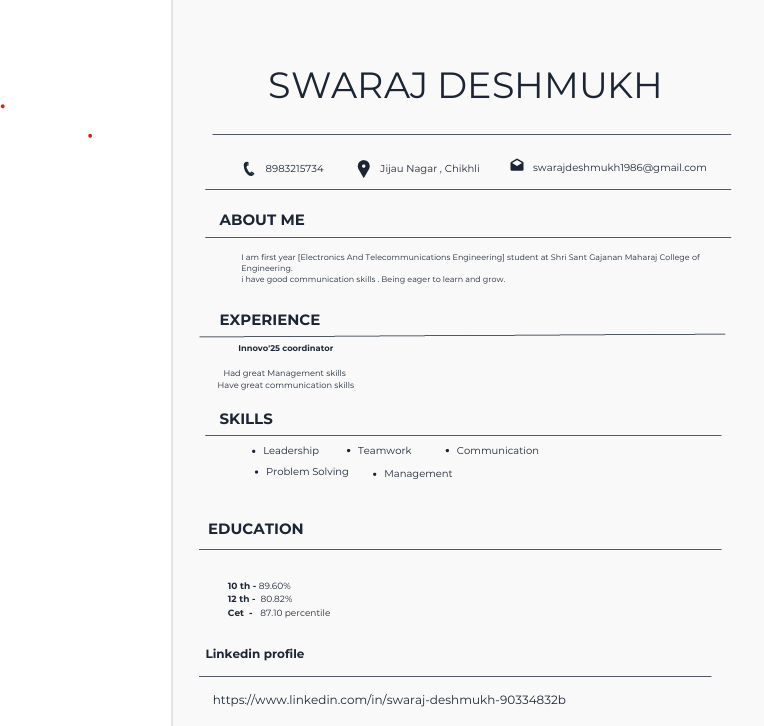 SWARAJ DESHMUKH
8983215734 Jijau Nagar , Chikhli swarajdeshmukh1986@gmail.com
ABOUT ME
I am first year [Electronics And Telecommunications Engineering] student at Shri Sant Gajanan Maharaj College of
Engineering.
i have good communication skills . Being eager to learn and grow.
EXPERIENCE
Innovo'25 coordinator
Had great Management skills
Have great communication skills
SKILLS
• Leadership • Teamwork • Communication
• Problem Solving • Management
EDUCATION
10 th - 89.60%
12 th - 80.82%
Cet - 87.10 percentile
Linkedin profile
https://www.linkedin.com/in/swaraj-deshmukh-90334832b